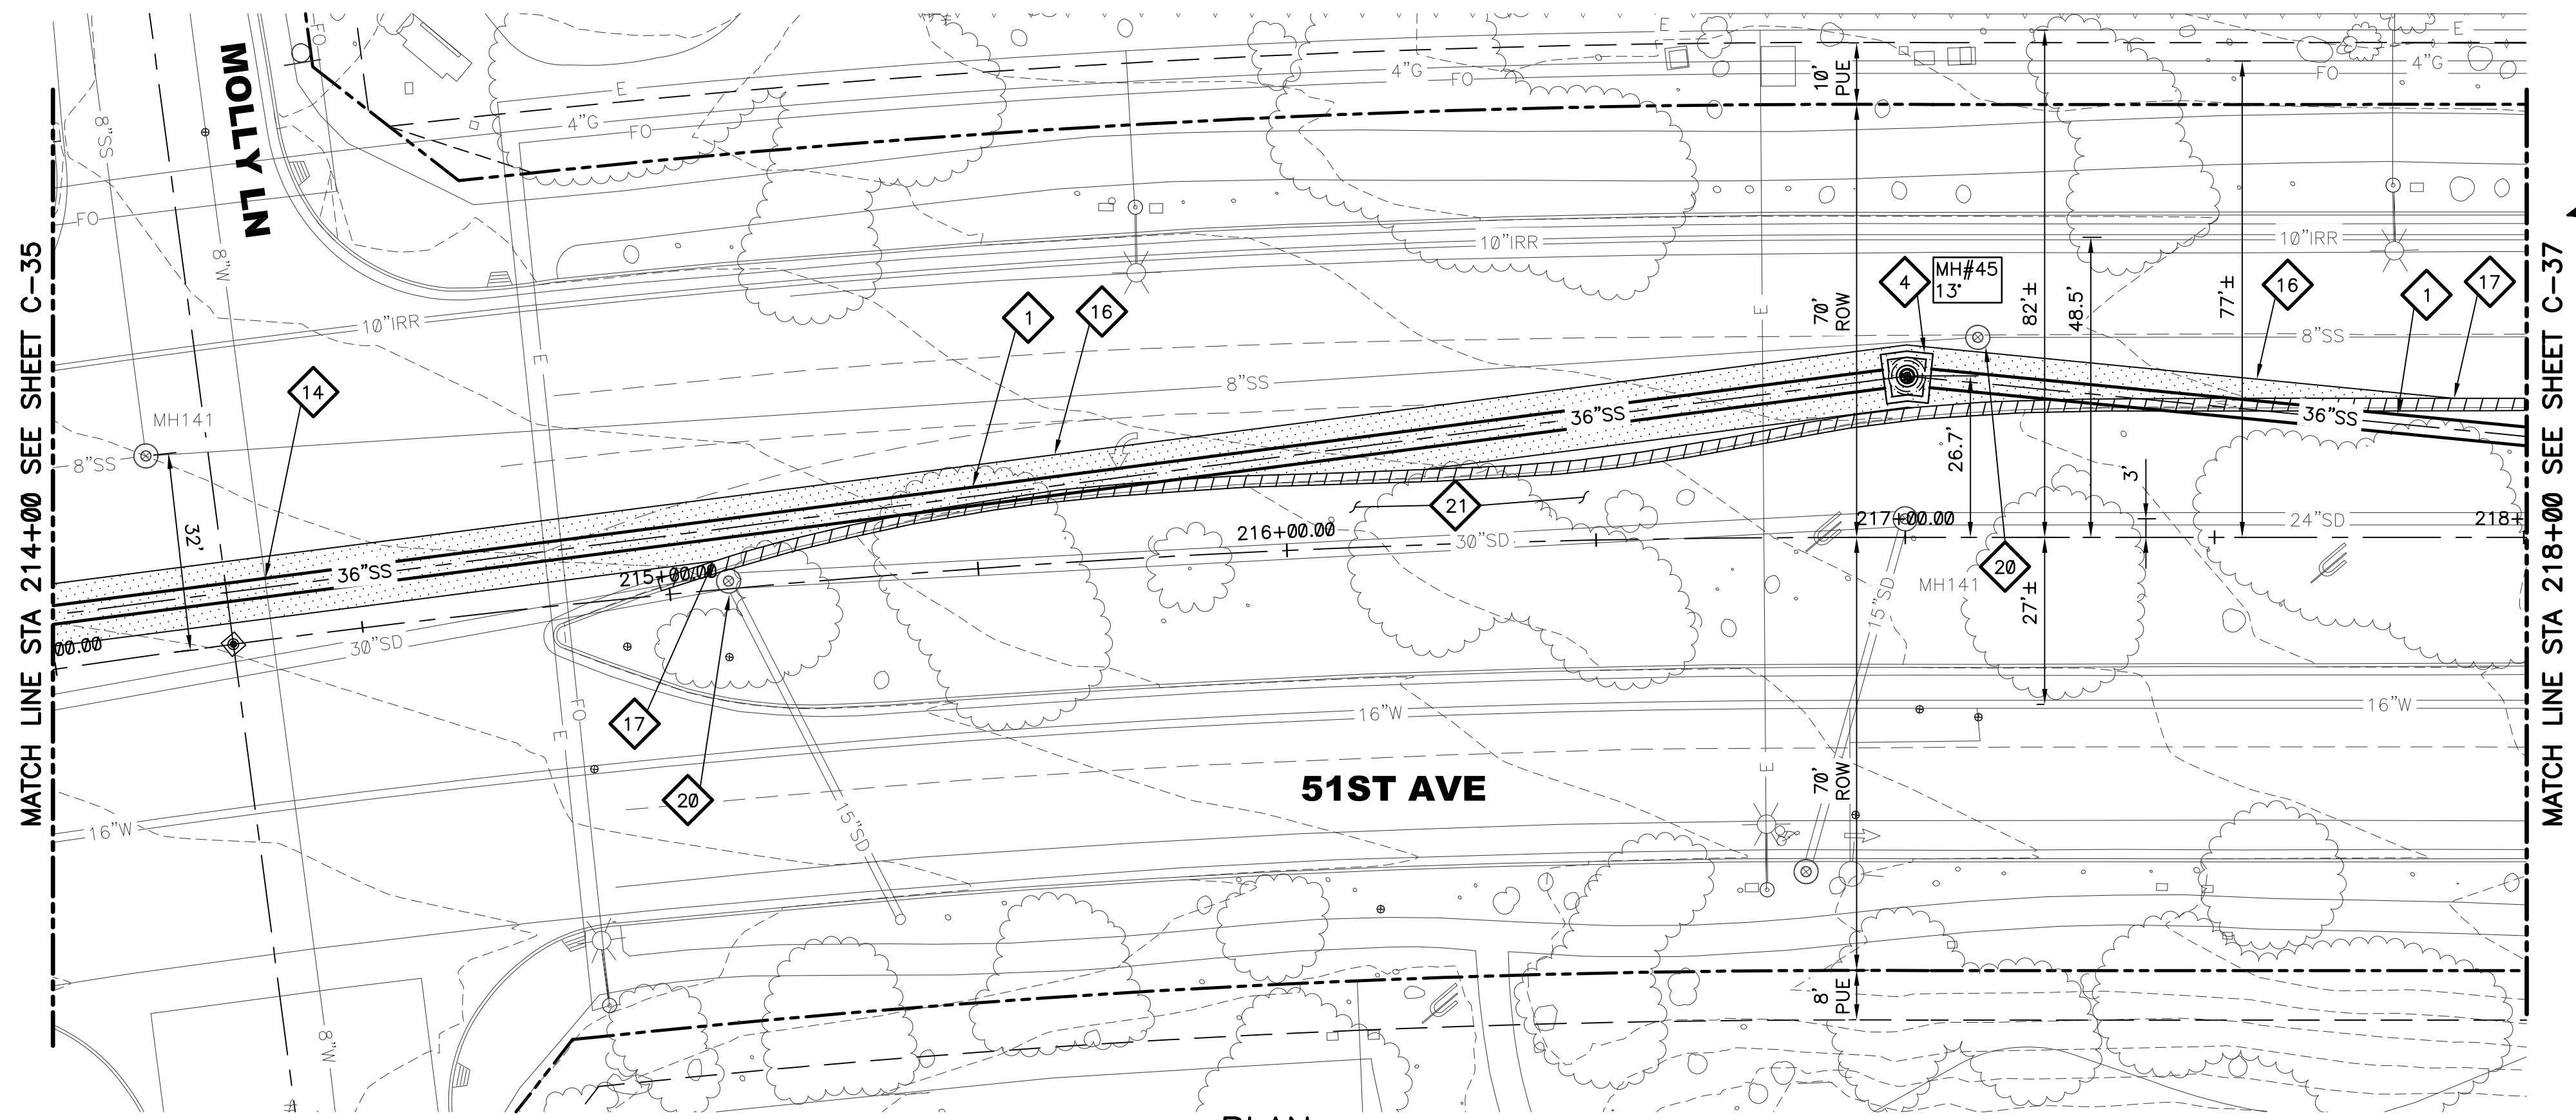 MATCH LINE STA 214+00 SEE SHEET C-35
MOLLY LN
8"SS
8"W
FO
FO
E
4"G
FO
E
4"G
FO
E
FO
4"G
10'
PUE
10"IRR
10"IRR
10"IRR
70'
ROW
E
E
4
MH#45
13'
82'±
48.5'
77'±
16
1
17
1
16
14
8"SS
8"SS
MH141
8"SS
32'
36"SS
36"SS
36"SS
26.7'
3'
21
215+00.00
216+00.00
217+00.00
218+
00.00
30"SD
30"SD
24"SD
20
MH141
27'±
15"SD
17
20
FO
E
16"W
16"W
16"W
51ST AVE
15"SD
E
70'
ROW
8'
PUE
8"W
MATCH LINE STA 218+00 SEE SHEET C-37